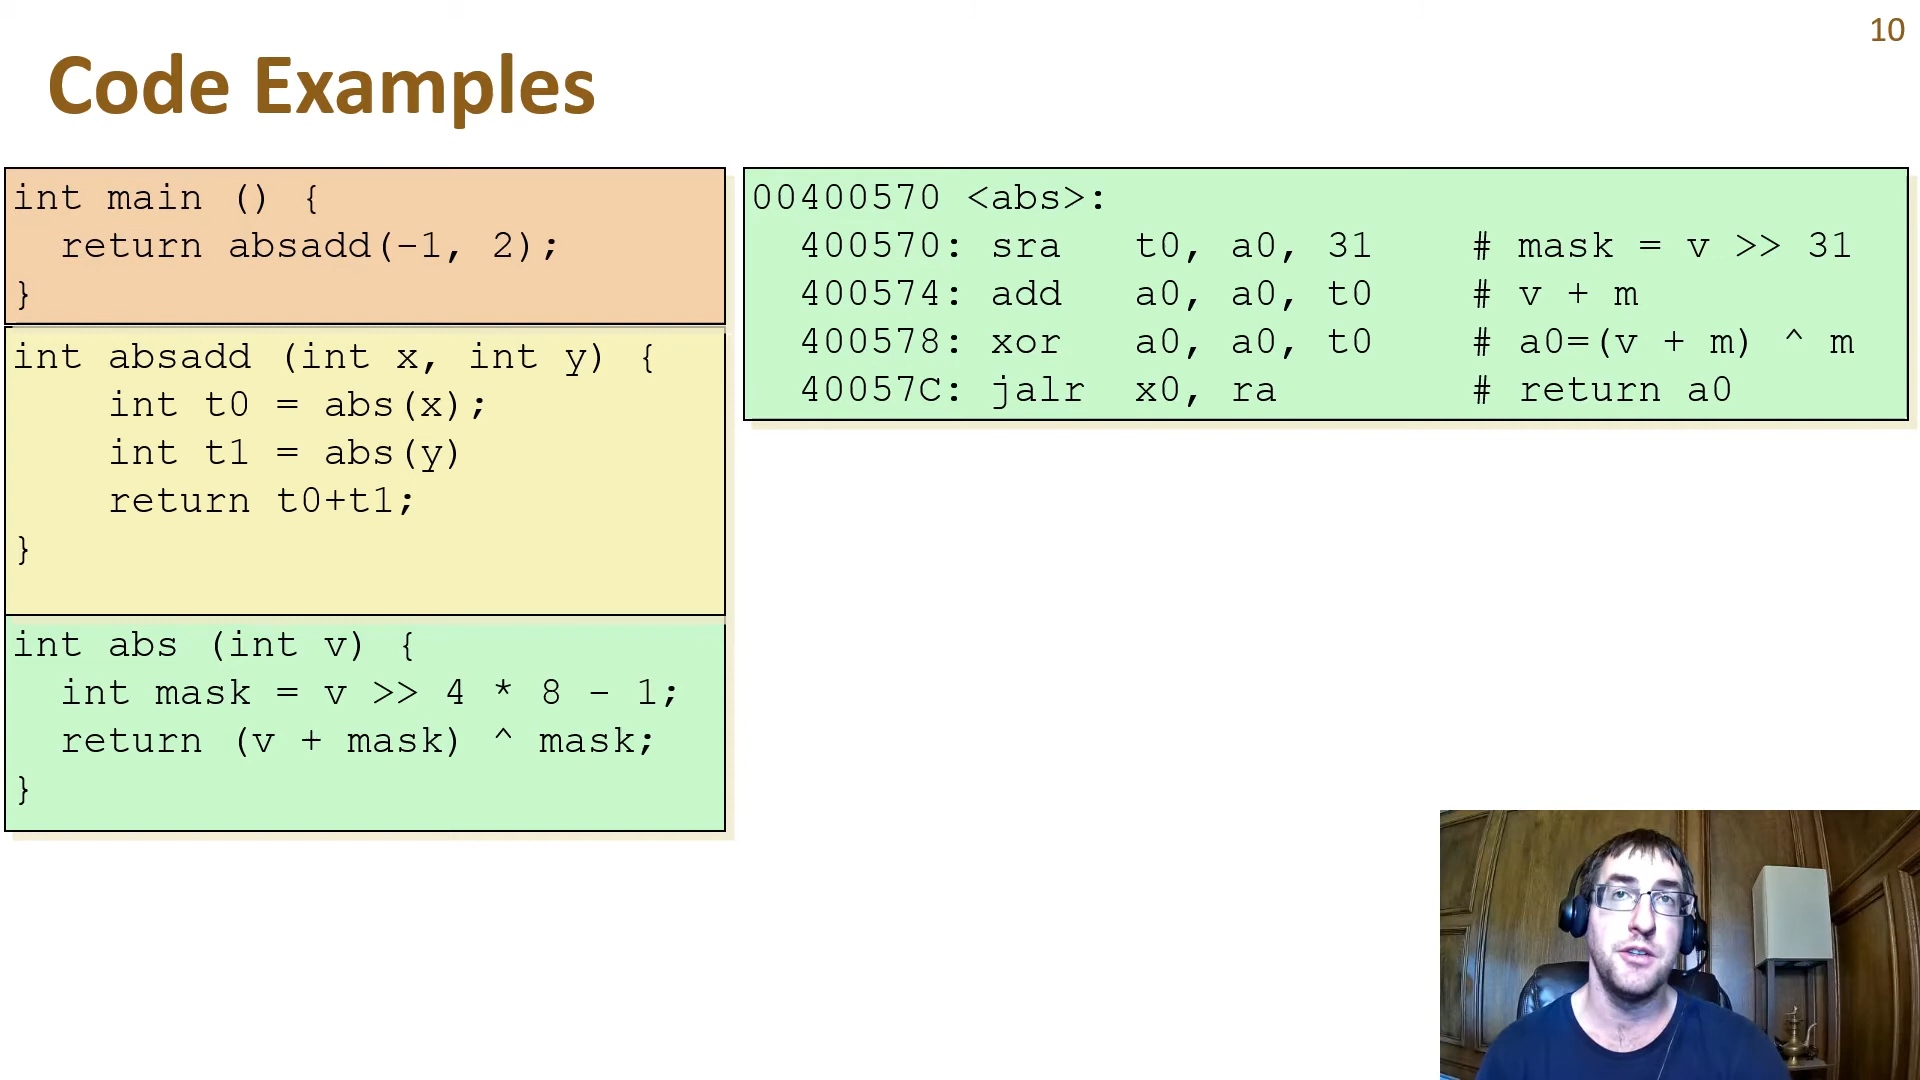 10
Code Examples
int main () {
  return absadd(-1, 2);
}
int absadd (int x, int y) {
    int t0 = abs(x);
    int t1 = abs(y)
    return t0+t1;
}
int abs (int v) {
  int mask = v >> 4 * 8 - 1;
  return (v + mask) ^ mask;
}
00400570 <abs>:
  400570: sra   t0, a0, 31    # mask = v >> 31
  400574: add   a0, a0, t0    # v + m
  400578: xor   a0, a0, t0    # a0=(v + m) ^ m
  40057C: jalr  x0, ra        # return a0